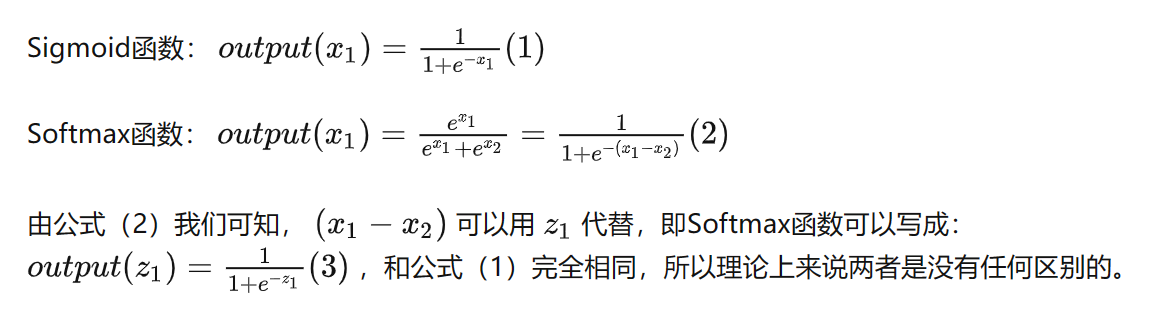 Sigmoid函数： $output(x_1) = \frac{1}{1+e^{-x_1}}(1)$
Softmax函数： $output(x_1) = \frac{e^{x_1}}{e^{x_1}+e^{x_2}} = \frac{1}{1+e^{-(x_1-x_2)}}(2)$
由公式（2）我们可知， $(x_1 - x_2)$ 可以用 $z_1$ 代替，即Softmax函数可以写成：
$output(z_1) = \frac{1}{1+e^{-z_1}}(3)$ ，和公式（1）完全相同，所以理论上来说两者是没有任何区别的。